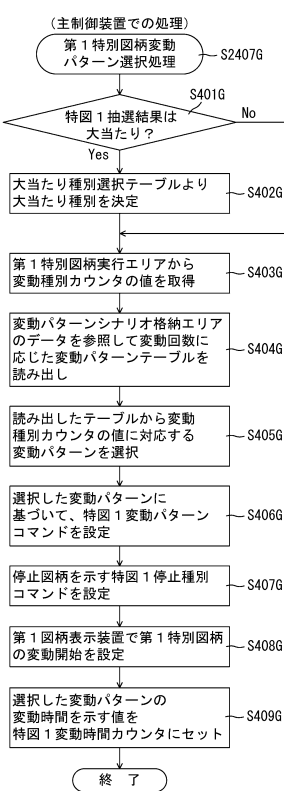 （主制御装置での処理）
第１特別図柄変動
パターン選択処理
S2407G
S401G
特図１抽選結果は
大当たり？
No
Yes
大当たり種別選択テーブルより
大当たり種別を決定
S402G
第１特別図柄実行エリアから
変動種別カウンタの値を取得
S403G
変動パターンシナリオ格納エリア
のデータを参照して変動回数に
応じた変動パターンテーブルを
読み出し
S404G
読み出したテーブルから変動
種別カウンタの値に対応する
変動パターンを選択
S405G
選択した変動パターンに
基づいて、特図１変動パターン
コマンドを設定
S406G
停止図柄を示す特図１停止種別
コマンドを設定
S407G
第１図柄表示装置で第１特別図柄
の変動開始を設定
S408G
選択した変動パターンの
変動時間を示す値を
特図１変動時間カウンタにセット
S409G
終 了